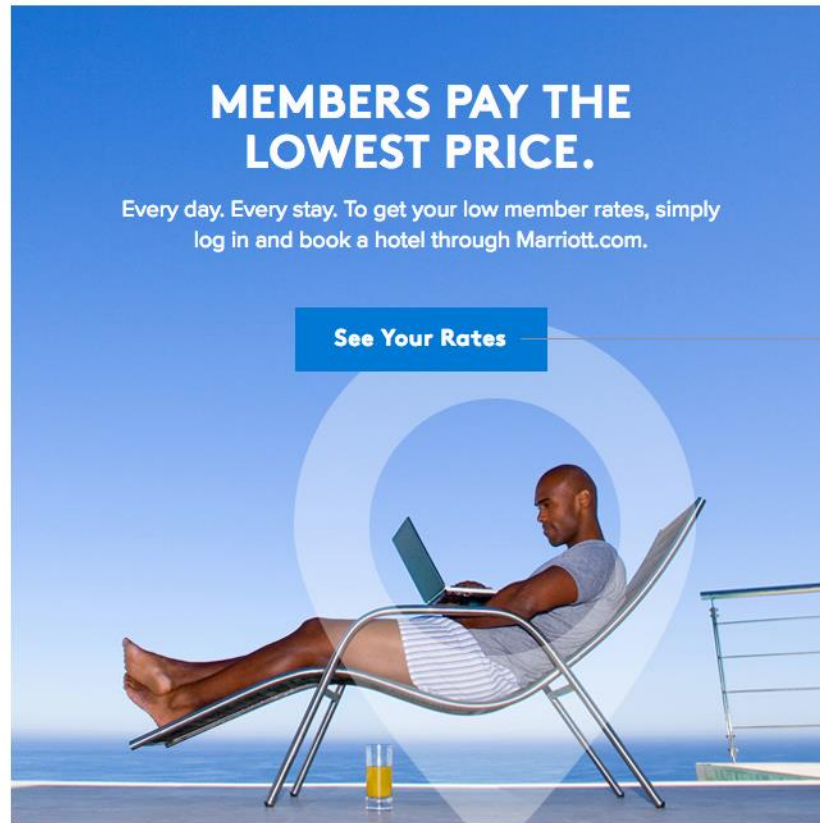 MEMBERS PAY THE
LOWEST PRICE.
Every day. Every stay. To get your low member rates, simply
log in and book a hotel through Marriott.com.
See Your Rates